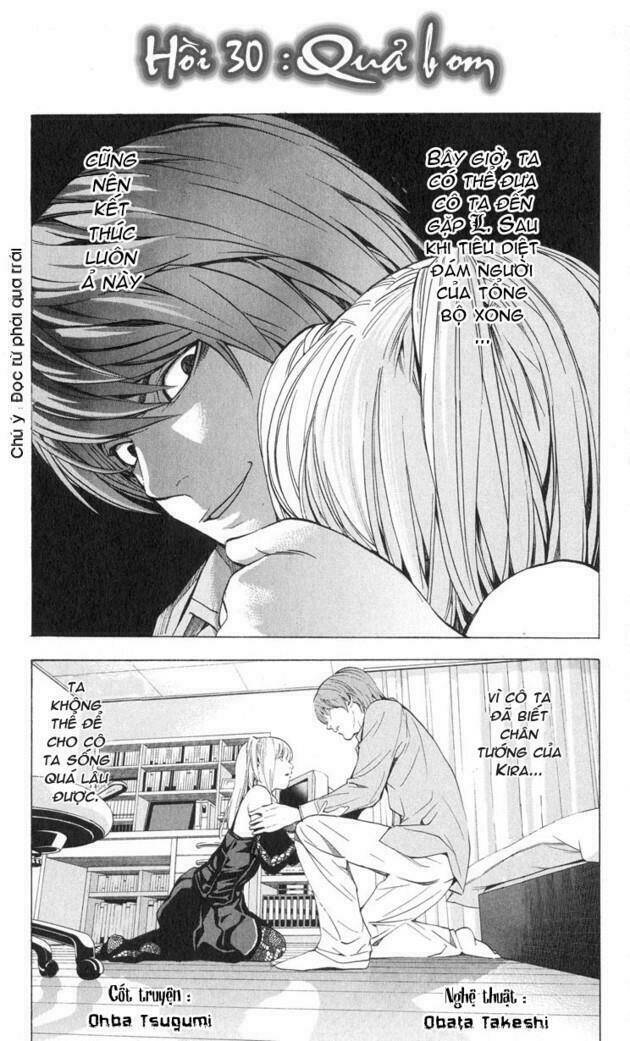 Hồi 30 : Quả bom
Chú ý : Đọc từ phải qua trái
BÂY GIỜ, TA
CÓ THỂ ĐƯA
CÔ TA ĐẾN
GẶP L. SAU
KHI TIÊU DIỆT
ĐÁM NGƯỜI
CỦA TỔNG
BỘ XONG
...
CŨNG
NÊN
KẾT
THÚC
LUÔN
Ả NÀY
VÌ CÔ TA
ĐÃ BIẾT
CHÂN
TƯỚNG CỦA
KIRA...
TA
KHÔNG
THỂ ĐỂ
CHO CÔ
TA SỐNG
QUÁ LÂU
ĐƯỢC.
Cốt truyện :
Ohba Tsugumi
Nghệ thuật :
Obata Takeshi